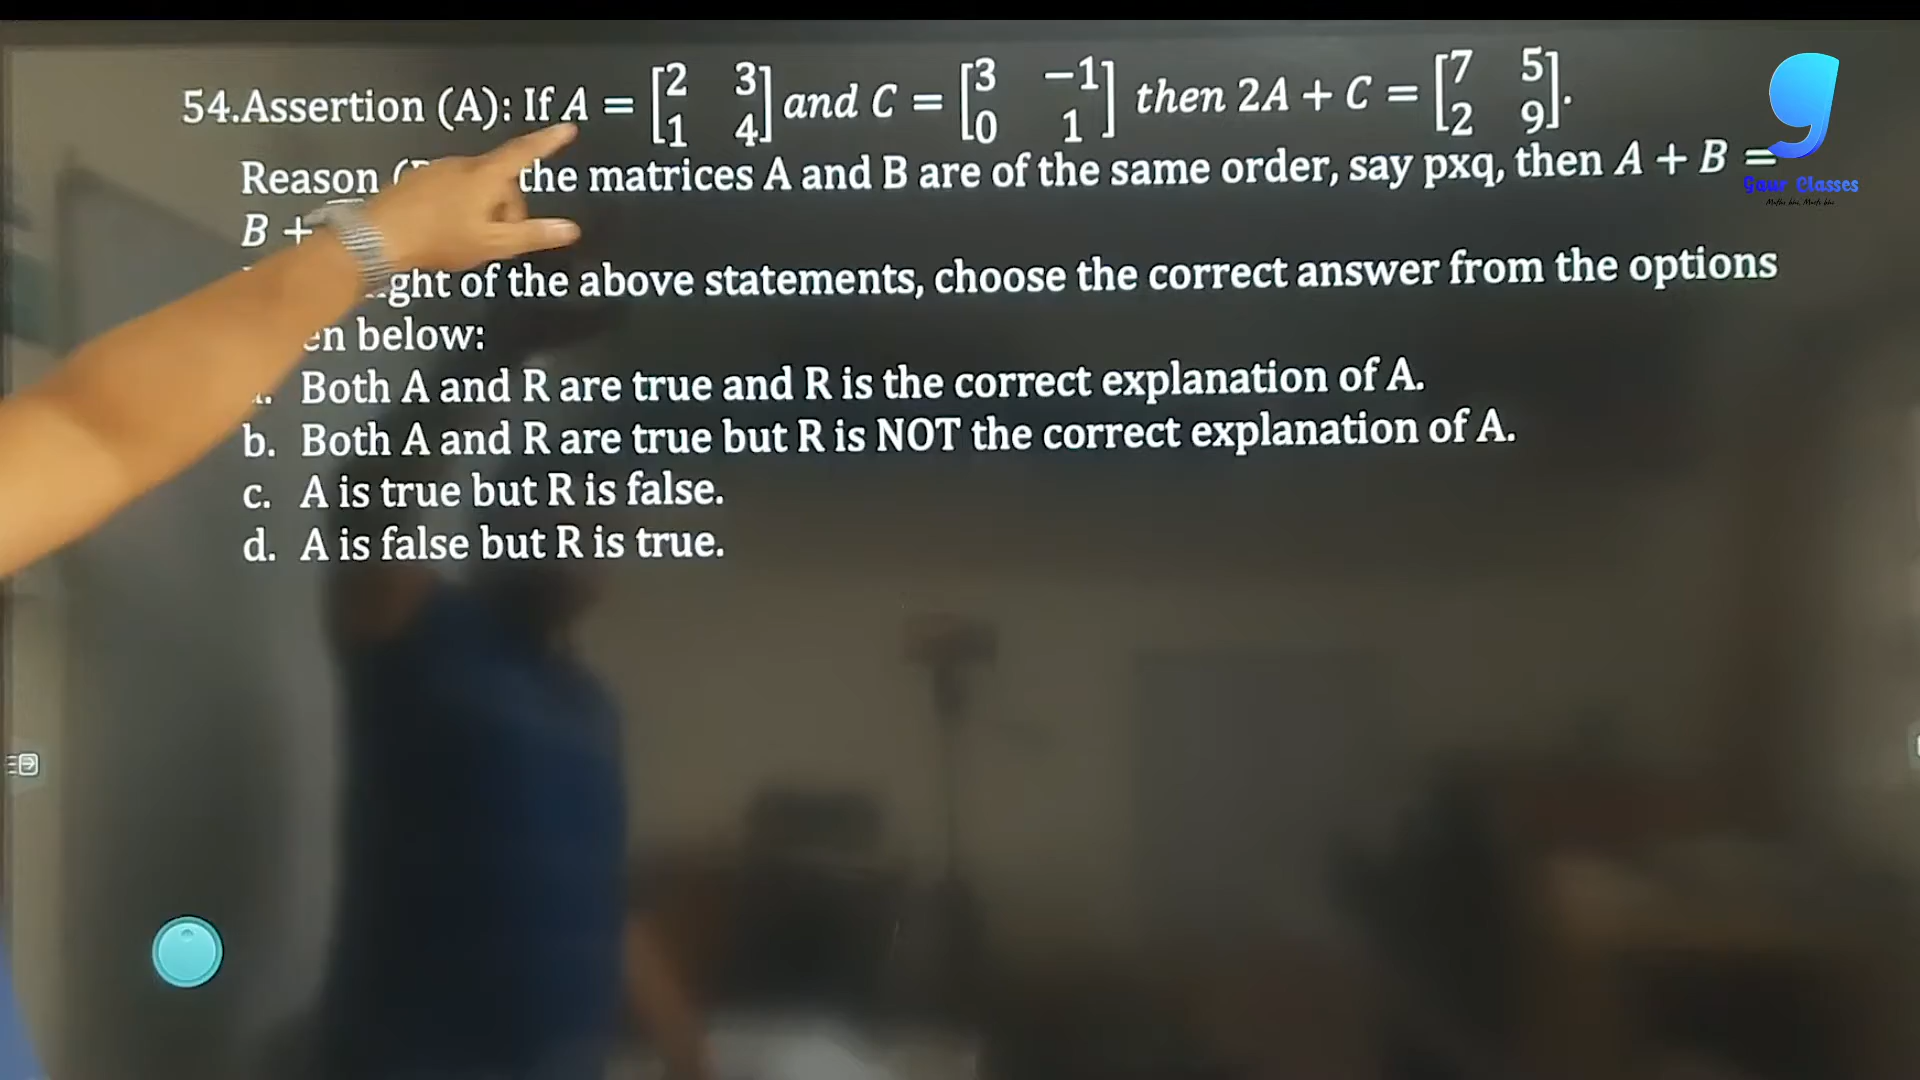 54.Assertion (A): If A = [2 3 1 4] and C = [3 −1 0 1] then 2A + C = [7 5 2 9].
Reason the matrices A and B are of the same order, say pxq, then A + B =
B +
of the above statements, choose the correct answer from the options
below:
Both A and R are true and R is the correct explanation of A.
b. Both A and R are true but R is NOT the correct explanation of A.
c. A is true but R is false.
d. A is false but R is true.
g
Gaur Classes